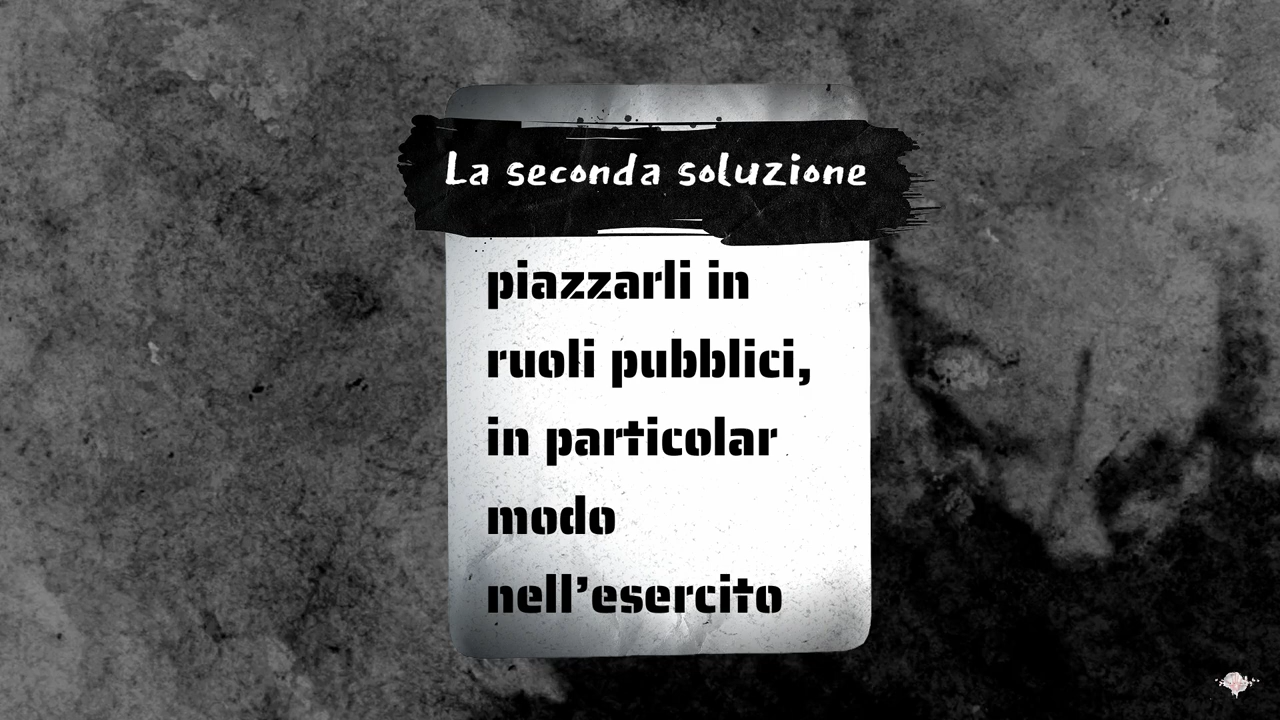 La seconda soluzione
piazzarli in
ruoli pubblici,
in particolar
modo
nell'esercito